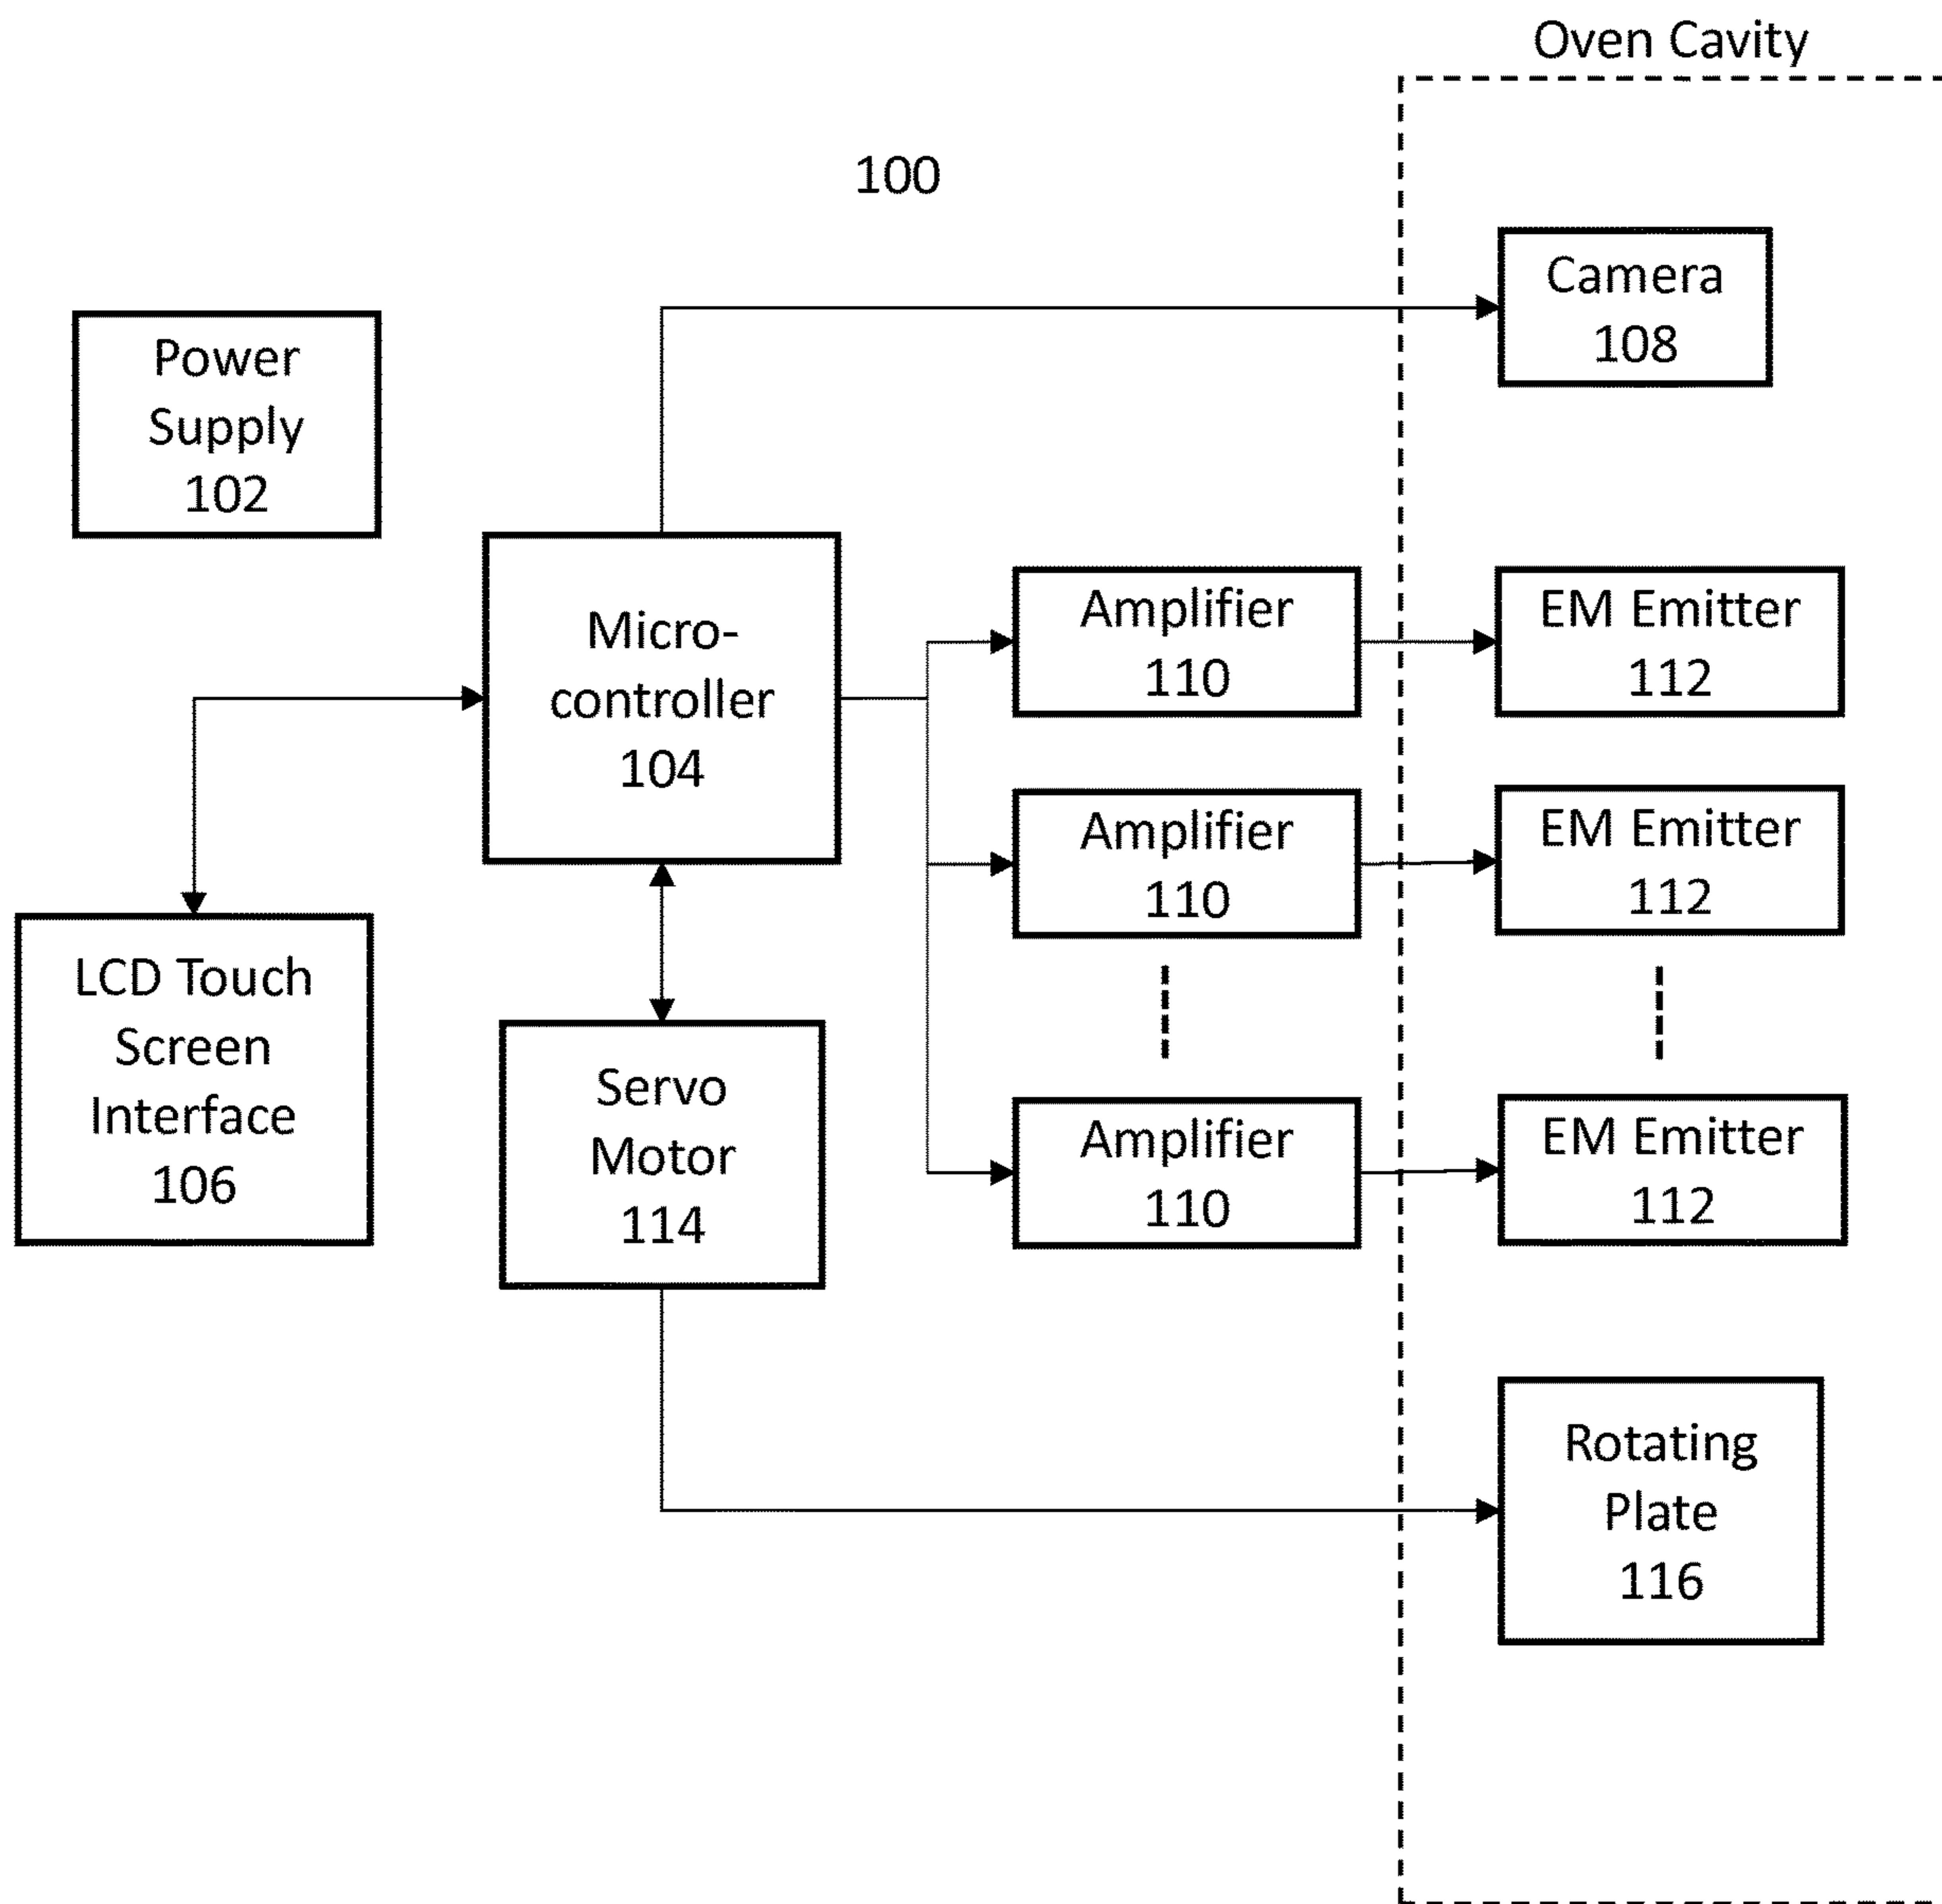 Oven Cavity
100
Camera
108
Power
Supply
102
Micro-
controller
104
Amplifier
110
EM Emitter
112
Amplifier
110
EM Emitter
112
LCD Touch
Screen
Interface
106
Servo
Motor
114
Amplifier
110
EM Emitter
112
Rotating
Plate
116